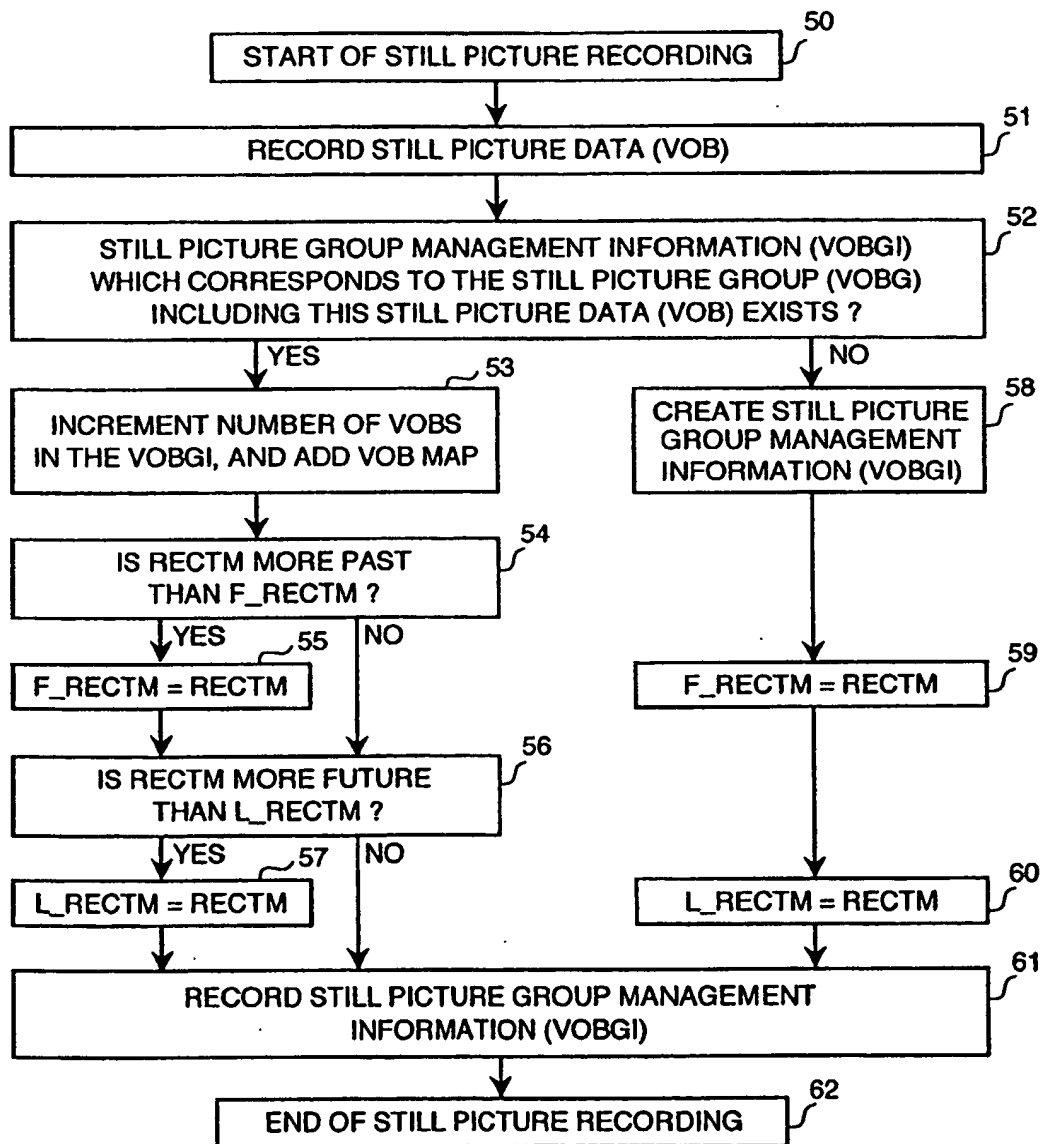 50
START OF STILL PICTURE RECORDING
51
RECORD STILL PICTURE DATA (VOB)
52
STILL PICTURE GROUP MANAGEMENT INFORMATION (VOBGI)
WHICH CORRESPONDS TO THE STILL PICTURE GROUP (VOBG)
INCLUDING THIS STILL PICTURE DATA (VOB) EXISTS ?
YES
NO
53
INCREMENT NUMBER OF VOBS
IN THE VOBGI, AND ADD VOB MAP
58
CREATE STILL PICTURE
GROUP MANAGEMENT
INFORMATION (VOBGI)
54
IS RECTM MORE PAST
THAN F_RECTM ?
YES
NO
55
F_RECTM = RECTM
59
F_RECTM = RECTM
56
IS RECTM MORE FUTURE
THAN L_RECTM ?
YES
NO
57
L_RECTM = RECTM
60
L_RECTM = RECTM
61
RECORD STILL PICTURE GROUP MANAGEMENT
INFORMATION (VOBGI)
62
END OF STILL PICTURE RECORDING